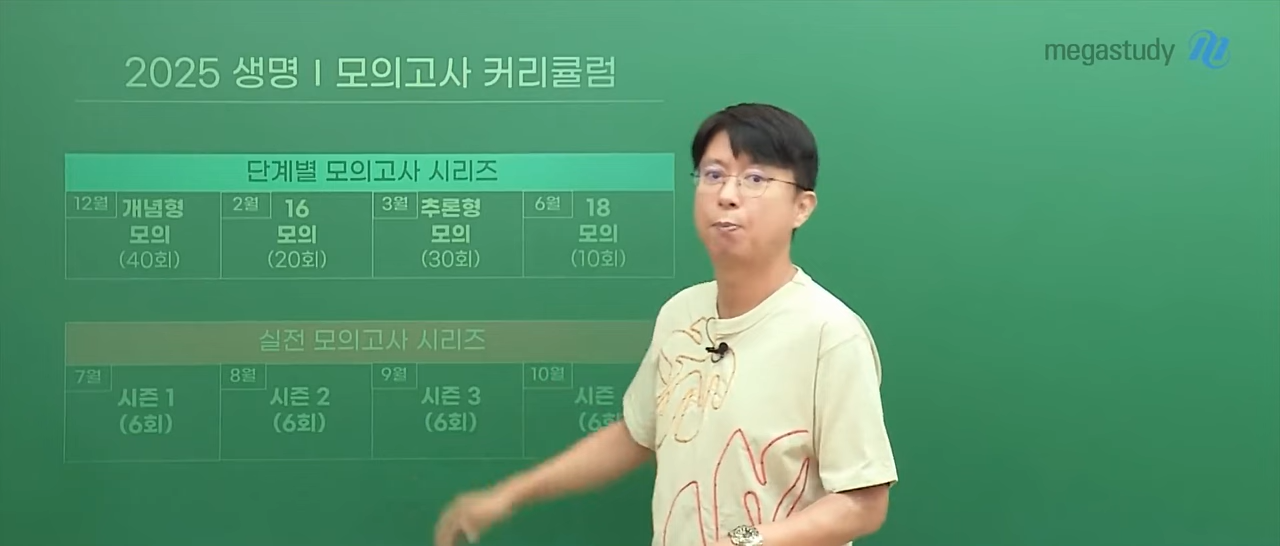 megastudy
2025 생명 I 모의고사 커리큘럼
단계별 모의고사 시리즈
12월 개념형
모의
(40회)
2월 16
모의
(20회)
3월 추론형
모의
(30회)
6월 18
모의
(10회)
실전 모의고사 시리즈
7월
시즌 1
(6회)
8월
시즌 2
(6회)
9월
시즌 3
(6회)
10월
시즌